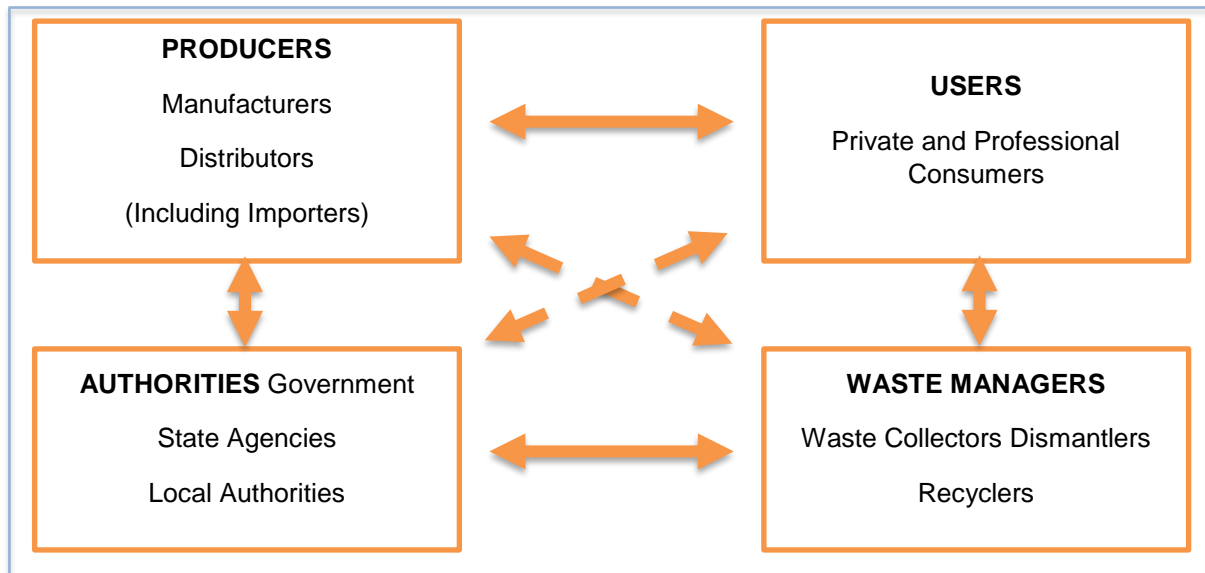 PRODUCERS
Manufacturers
Distributors
(Including Importers)
USERS
Private and Professional
Consumers
AUTHORITIES Government
State Agencies
Local Authorities
WASTE MANAGERS
Waste Collectors Dismantlers
Recyclers